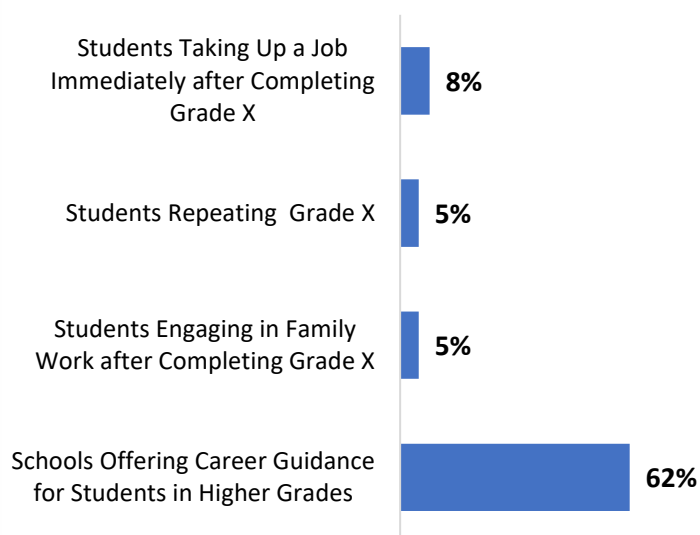 Students Taking Up a Job
Immediately after Completing
Grade X
8%
Students Repeating  Grade X
5%
Students Engaging in Family
Work after Completing Grade X
5%
Schools Offering Career Guidance
for Students in Higher Grades
62%